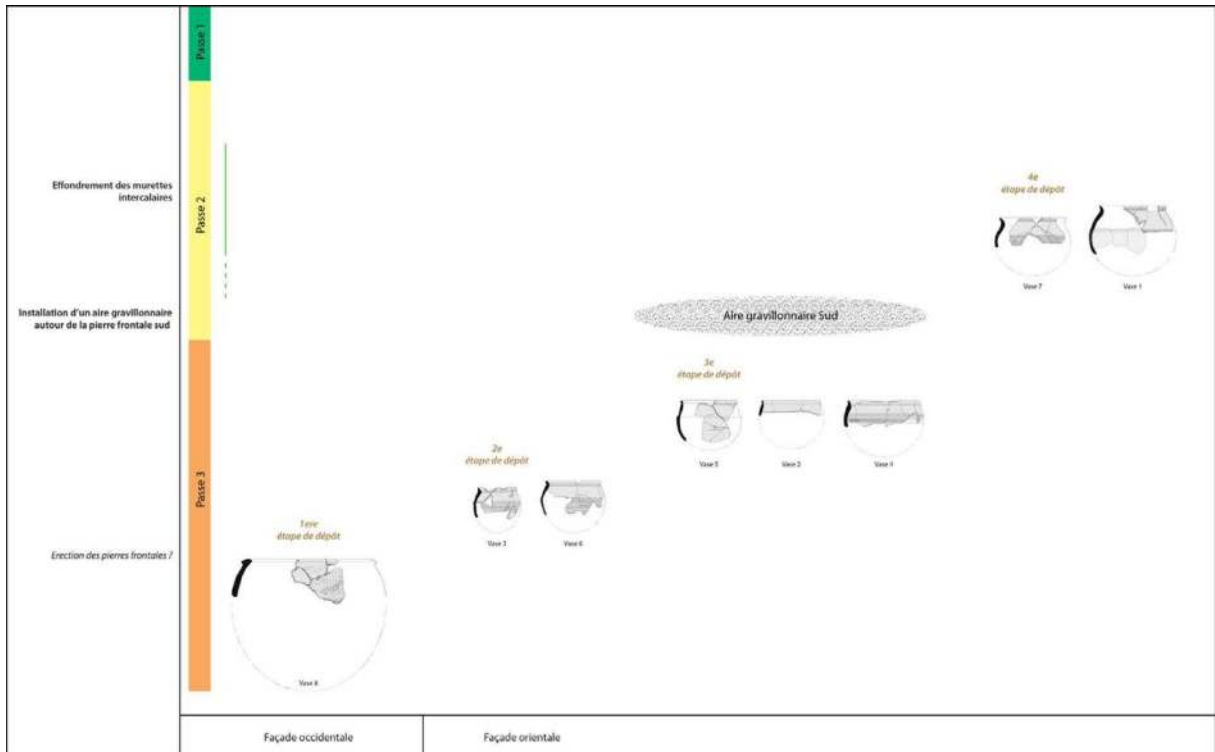 Passe 1
Effondrement des murettes
intercalaires
Passe 2
4e
étape de dépôt
Vase 7
Vase 1
Installation d'un aire gravillonnaire
autour de la pierre frontale sud
Aire gravillonnaire Sud
3e
étape de dépôt
Vase 5
Vase 2
Vase 4
2e
étape de dépôt
Vase 3
Vase 6
Passe 3
1ere
étape de dépôt
Erection des pierres frontales ?
Vase 8
Façade occidentale
Façade orientale